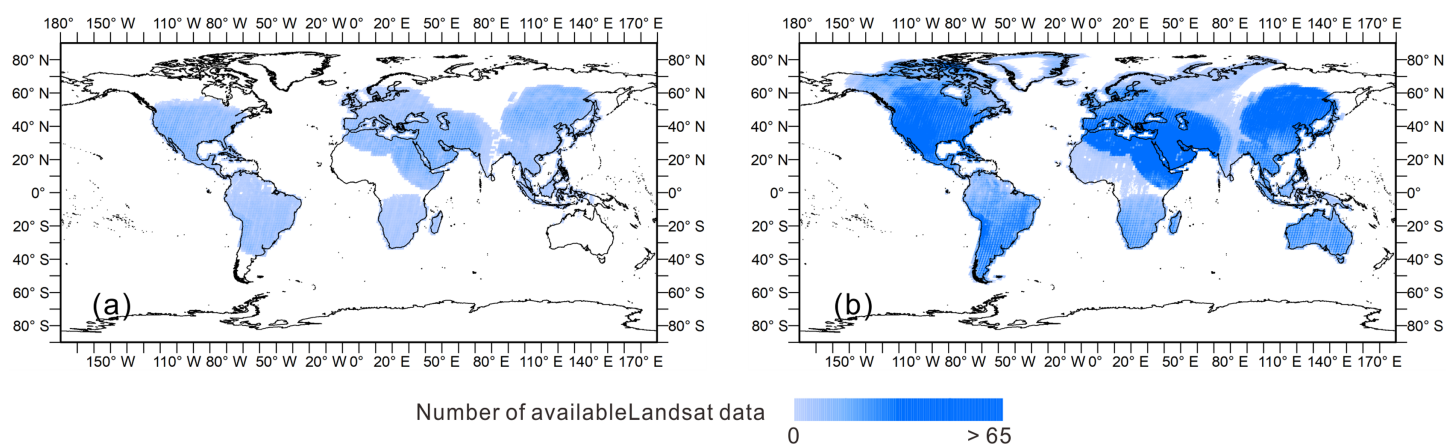 180° 150° W 110° W 80° W 50° W 20° W 0° 20° E 50° E 80° E 110° E 140° E 170° E 180° 150° W 110° W 80° W 50° W 20° W 0° 20° E 50° E 80° E 110° E 140° E 170° E
80° N 80° N 80° N 80° N
60° N 60° N 60° N 60° N
40° N 40° N 40° N 40° N
20° N 20° N 20° N 20° N
0° 0° 0° 0°
20° S 20° S 20° S 20° S
40° S 40° S 40° S 40° S
60° S (a) 60° S 60° S (b) 60° S
80° S 80° S 80° S 80° S
150° W 110° W 80° W 50° W 20° W 0° 20° E 50° E 80° E 110° E 140° E 170° E 150° W 110° W 80° W 50° W 20° W 0° 20° E 50° E 80° E 110° E 140° E 170° E
Number of availableLandsat data
0 > 65